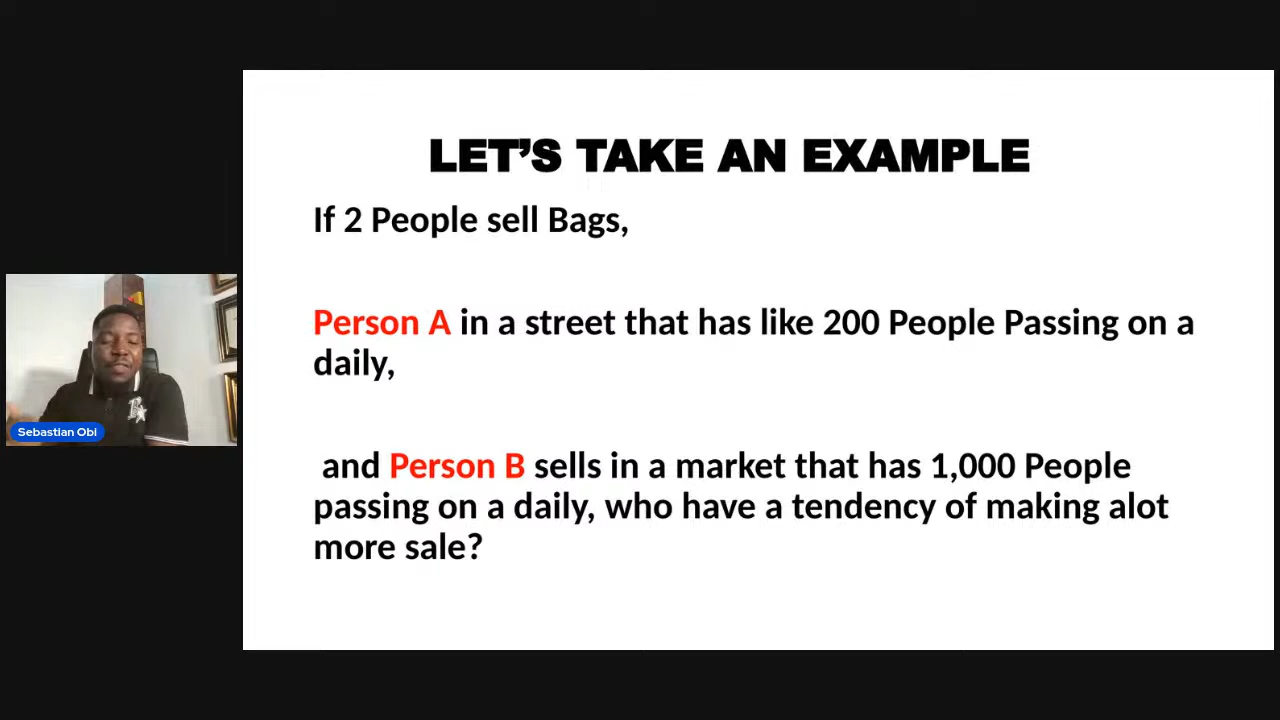 LET'S TAKE AN EXAMPLE
If 2 People sell Bags,
Person A in a street that has like 200 People Passing on a
daily,
and Person B sells in a market that has 1,000 People
passing on a daily, who have a tendency of making alot
more sale?
Sebastian Obi